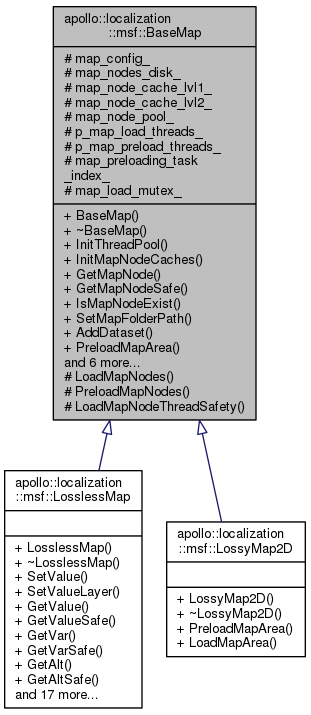 apollo::localization
::msf::BaseMap
# map_config_
# map_nodes_disk_
# map_node_cache_lvl1_
# map_node_cache_lvl2_
# map_node_pool_
# p_map_load_threads_
# p_map_preload_threads_
# map_preloading_task
_index_
# map_load_mutex_
+ BaseMap()
+ ~BaseMap()
+ InitThreadPool()
+ InitMapNodeCaches()
+ GetMapNode()
+ GetMapNodeSafe()
+ IsMapNodeExist()
+ SetMapFolderPath()
+ AddDataset()
+ PreloadMapArea()
and 6 more...
# LoadMapNodes()
# PreloadMapNodes()
# LoadMapNodeThreadSafety()
apollo::localization
::msf::LosslessMap
+ LosslessMap()
+ ~LosslessMap()
+ SetValue()
+ SetValueLayer()
+ GetValue()
+ GetValueSafe()
+ GetVar()
+ GetVarSafe()
+ GetAlt()
+ GetAltSafe()
and 17 more...
apollo::localization
::msf::LossyMap2D
+ LossyMap2D()
+ ~LossyMap2D()
+ PreloadMapArea()
+ LoadMapArea()